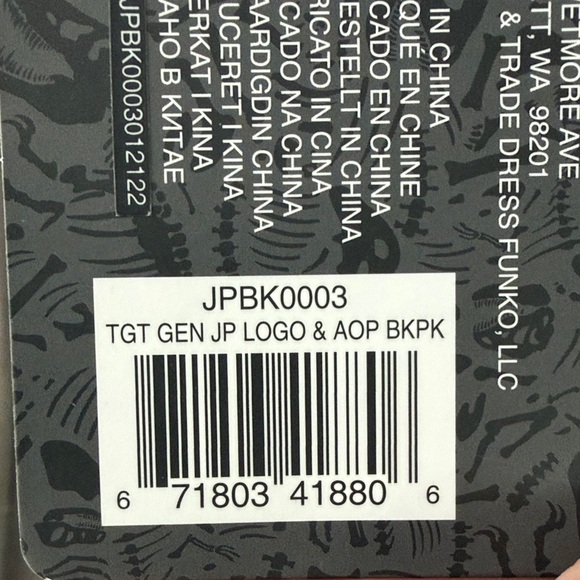 ETMORE AVE
TT, WA 98201
& TRADE DRESS FUNKO, LLC
IN CHINA
QUÉ EN CHINE
CADO EN CHINA
ESTELLT IN CHINA
RICATO IN CINA
CADO NA CHINA
AARDIGDIN CHINA
UCERET I KINA
ERKAT I KINA
АНО В КИТАЕ
JPBK0003012122
JPBK0003
TGT GEN JP LOGO & AOP BKPK
6 71803 41880 6